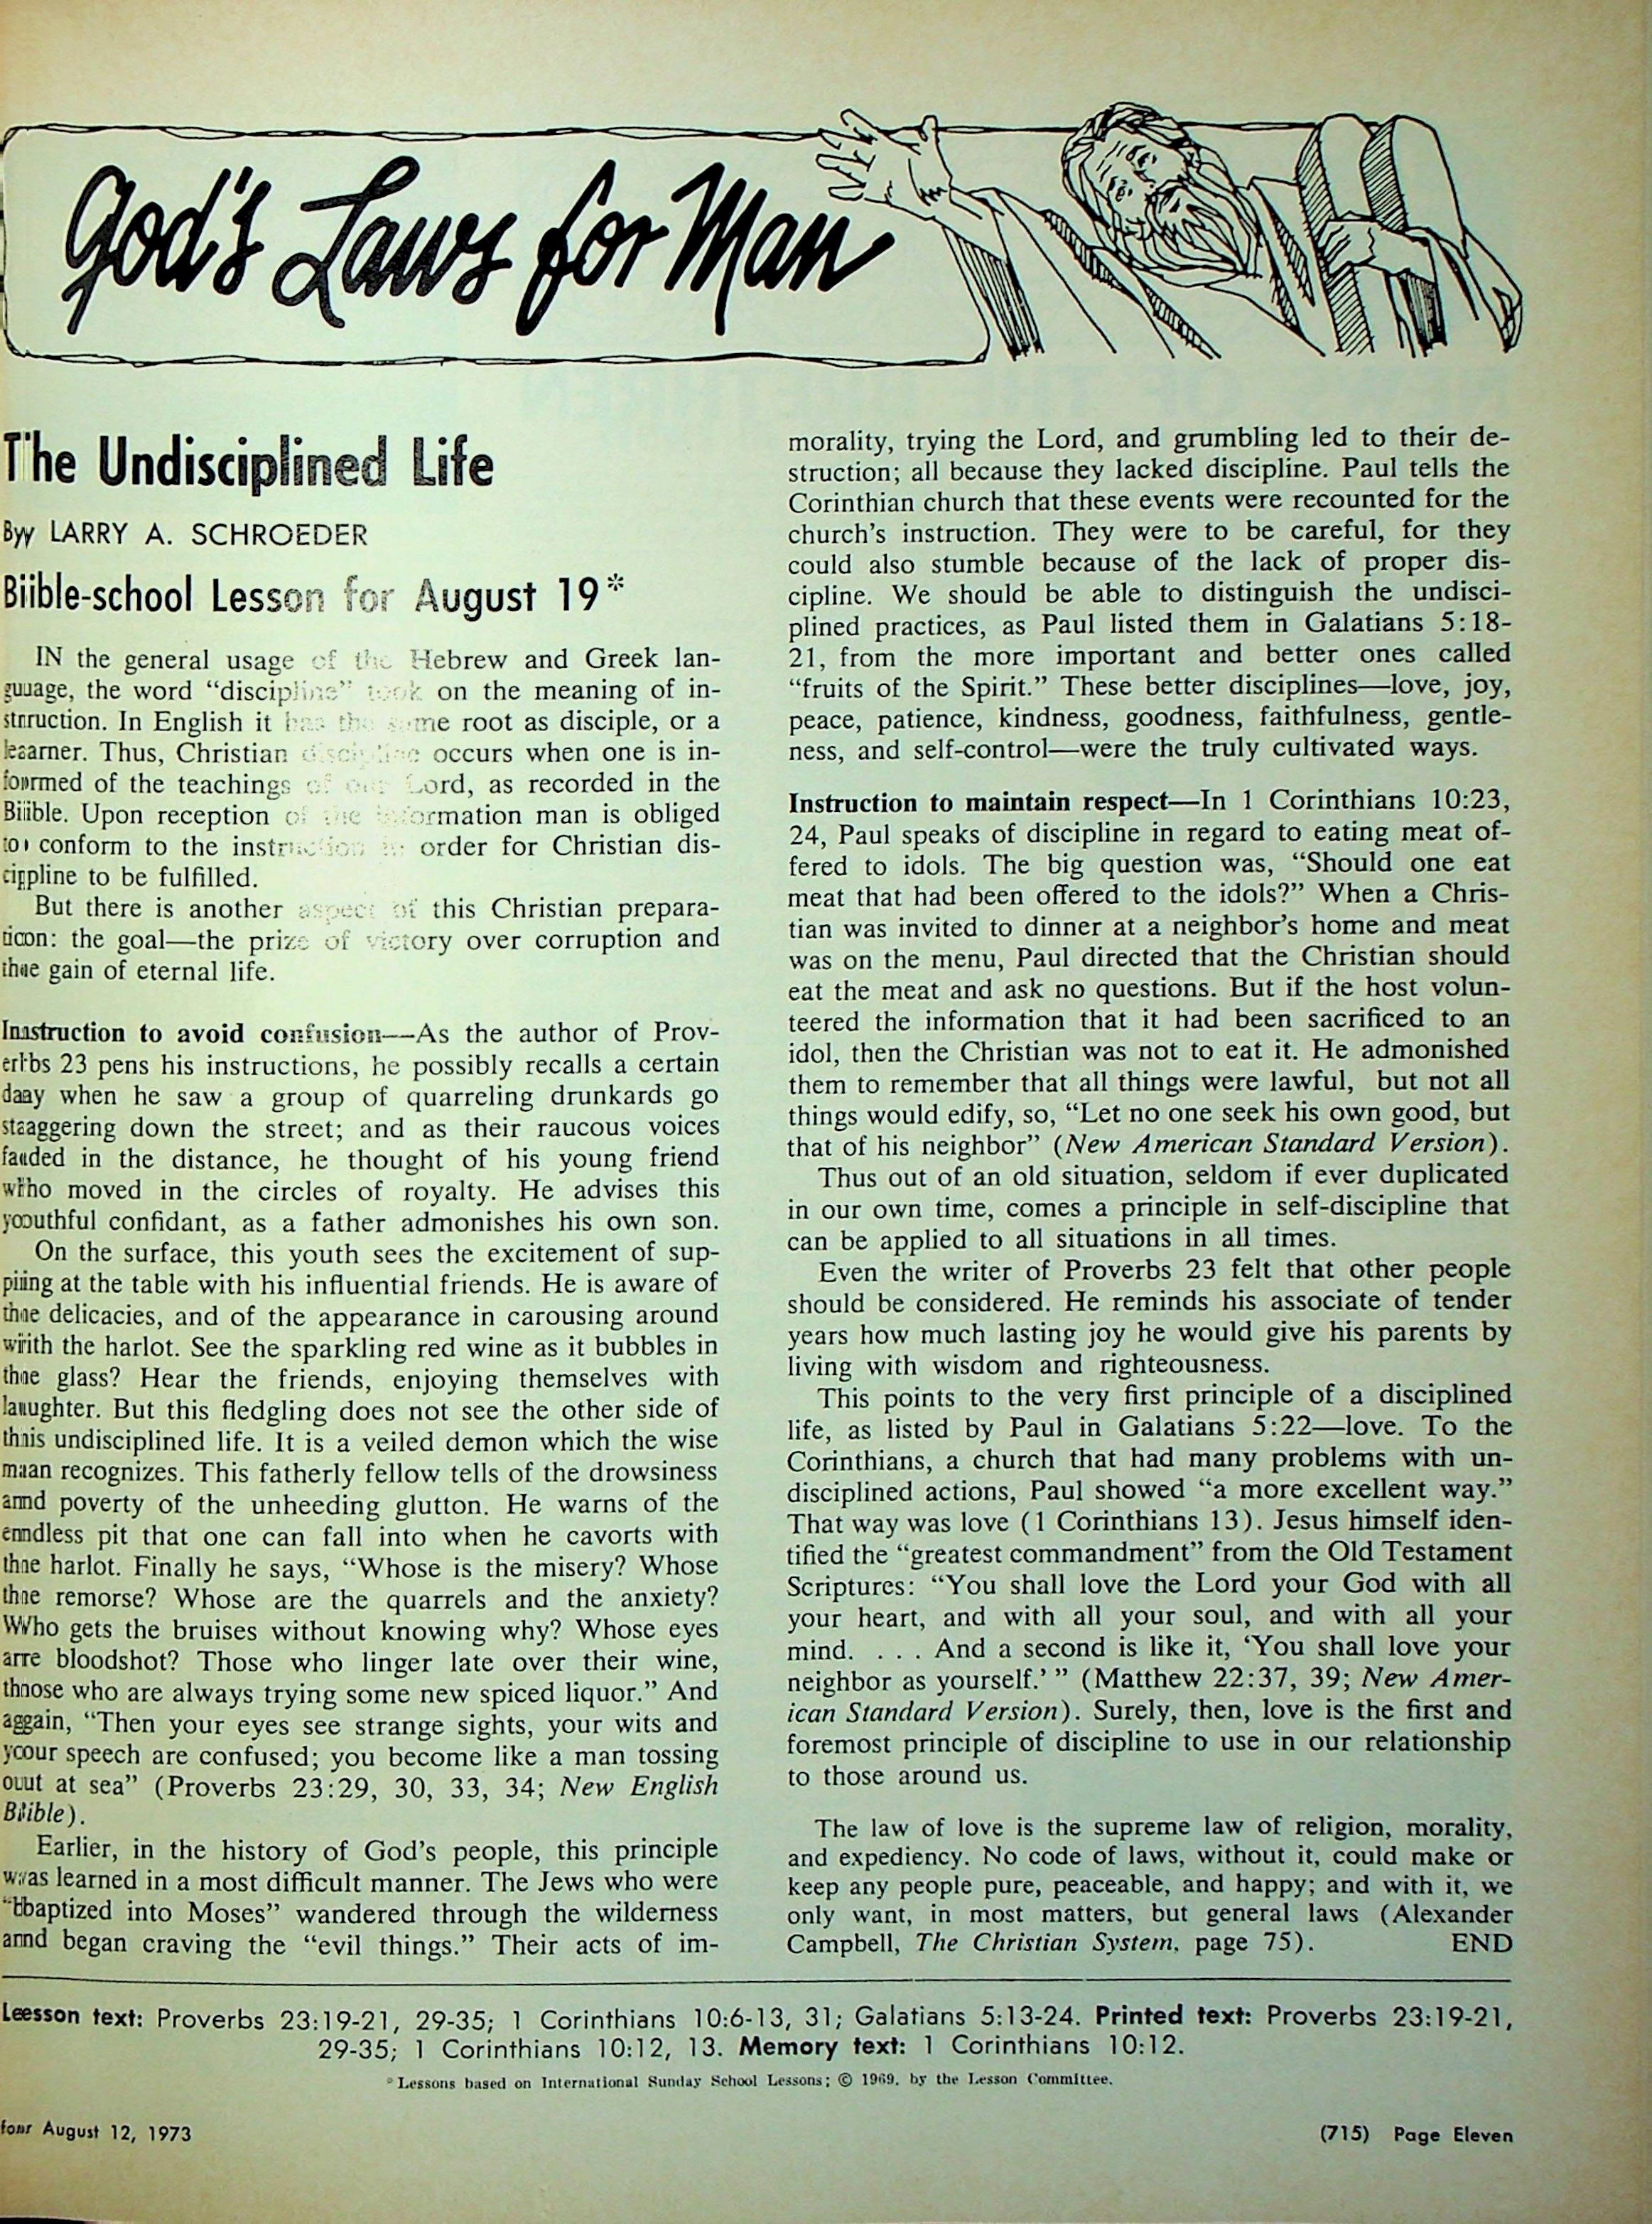 God's Laws for Man
The Undisciplined Life
By LARRY A. SCHROEDER
Bible-school Lesson for August 19*
IN the general usage of the Hebrew and Greek lan-
guage, the word “discipline” took on the meaning of in-
struction. In English it has the same root as disciple, or a
learner. Thus, Christian discipline occurs when one is in-
formed of the teachings of our Lord, as recorded in the
Bible. Upon reception of the information man is obliged
to conform to the instruction in order for Christian dis-
cipline to be fulfilled.
But there is another aspect of this Christian prepara-
tion: the goal—the prize of victory over corruption and
the gain of eternal life.
Instruction to avoid confusion—As the author of Prov-
erbs 23 pens his instructions, he possibly recalls a certain
day when he saw a group of quarreling drunkards go
staggering down the street; and as their raucous voices
faded in the distance, he thought of his young friend
who moved in the circles of royalty. He advises this
youthful confidant, as a father admonishes his own son.
On the surface, this youth sees the excitement of sup-
ping at the table with his influential friends. He is aware of
the delicacies, and of the appearance in carousing around
with the harlot. See the sparkling red wine as it bubbles in
the glass? Hear the friends, enjoying themselves with
laughter. But this fledgling does not see the other side of
this undisciplined life. It is a veiled demon which the wise
man recognizes. This fatherly fellow tells of the drowsiness
and poverty of the unheeding glutton. He warns of the
endless pit that one can fall into when he cavorts with
the harlot. Finally he says, “Whose is the misery? Whose
the remorse? Whose are the quarrels and the anxiety?
Who gets the bruises without knowing why? Whose eyes
are bloodshot? Those who linger late over their wine,
those who are always trying some new spiced liquor.” And
again, “Then your eyes see strange sights, your wits and
your speech are confused; you become like a man tossing
out at sea” (Proverbs 23:29, 30, 33, 34; New English
Bible).
Earlier, in the history of God’s people, this principle
was learned in a most difficult manner. The Jews who were
“baptized into Moses” wandered through the wilderness
and began craving the “evil things.” Their acts of im-
morality, trying the Lord, and grumbling led to their de-
struction; all because they lacked discipline. Paul tells the
Corinthian church that these events were recounted for the
church’s instruction. They were to be careful, for they
could also stumble because of the lack of proper dis-
cipline. We should be able to distinguish the undisci-
plined practices, as Paul listed them in Galatians 5:18-
21, from the more important and better ones called
“fruits of the Spirit.” These better disciplines—love, joy,
peace, patience, kindness, goodness, faithfulness, gentle-
ness, and self-control—were the truly cultivated ways.
Instruction to maintain respect—In 1 Corinthians 10:23,
24, Paul speaks of discipline in regard to eating meat of-
fered to idols. The big question was, “Should one eat
meat that had been offered to the idols?” When a Chris-
tian was invited to dinner at a neighbor’s home and meat
was on the menu, Paul directed that the Christian should
eat the meat and ask no questions. But if the host volun-
teered the information that it had been sacrificed to an
idol, then the Christian was not to eat it. He admonished
them to remember that all things were lawful, but not all
things would edify, so, “Let no one seek his own good, but
that of his neighbor” (New American Standard Version).
Thus out of an old situation, seldom if ever duplicated
in our own time, comes a principle in self-discipline that
can be applied to all situations in all times.
Even the writer of Proverbs 23 felt that other people
should be considered. He reminds his associate of tender
years how much lasting joy he would give his parents by
living with wisdom and righteousness.
This points to the very first principle of a disciplined
life, as listed by Paul in Galatians 5:22—love. To the
Corinthians, a church that had many problems with un-
disciplined actions, Paul showed “a more excellent way.”
That way was love (1 Corinthians 13). Jesus himself iden-
tified the “greatest commandment” from the Old Testament
Scriptures: “You shall love the Lord your God with all
your heart, and with all your soul, and with all your
mind. . . . And a second is like it, ‘You shall love your
neighbor as yourself.’ ” (Matthew 22:37, 39; New Amer-
ican Standard Version). Surely, then, love is the first and
foremost principle of discipline to use in our relationship
to those around us.
The law of love is the supreme law of religion, morality,
and expediency. No code of laws, without it, could make or
keep any people pure, peaceable, and happy; and with it, we
only want, in most matters, but general laws (Alexander
Campbell, The Christian System, page 75). END
Lesson text: Proverbs 23:19-21, 29-35; 1 Corinthians 10:6-13, 31; Galatians 5:13-24. Printed text: Proverbs 23:19-21,
29-35; 1 Corinthians 10:12, 13. Memory text: 1 Corinthians 10:12.
*Lessons based on International Sunday School Lessons; © 1969, by the Lesson Committee.
for August 12, 1973
(715) Page Eleven